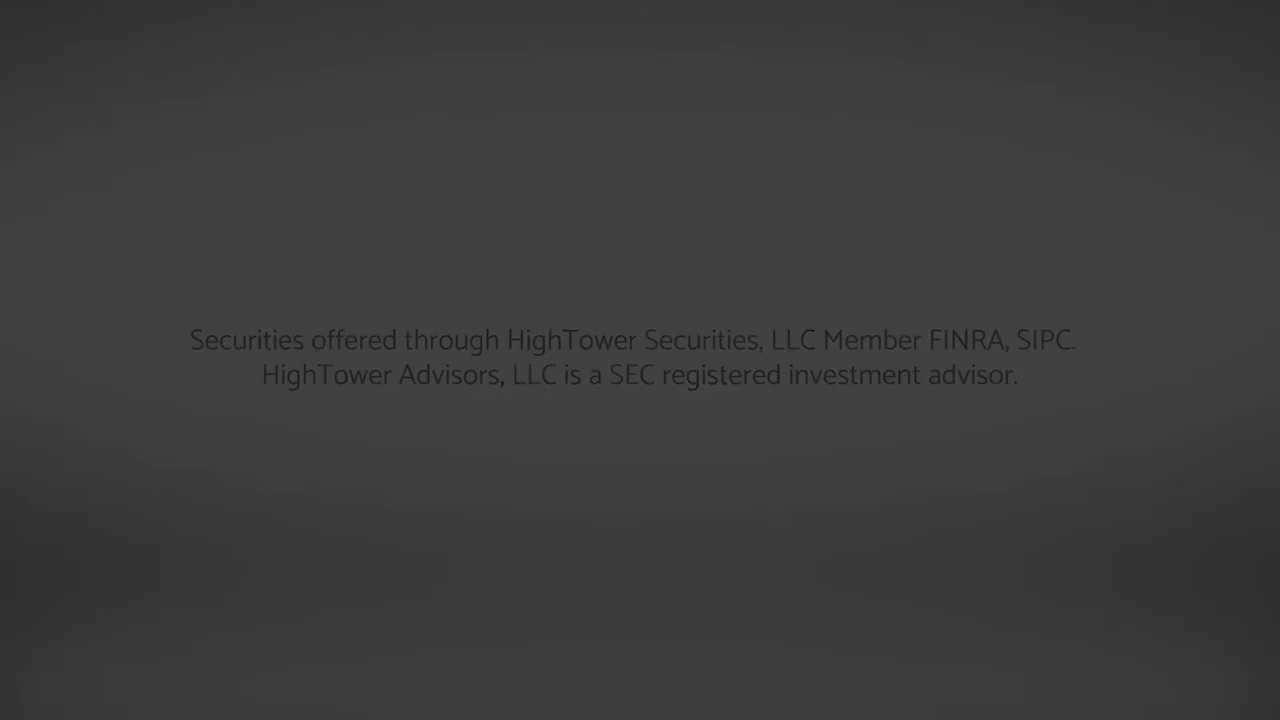 Securities offered through HighTower Securities, LLC Member FINRA, SIPC.
HighTower Advisors, LLC is a SEC registered investment advisor.